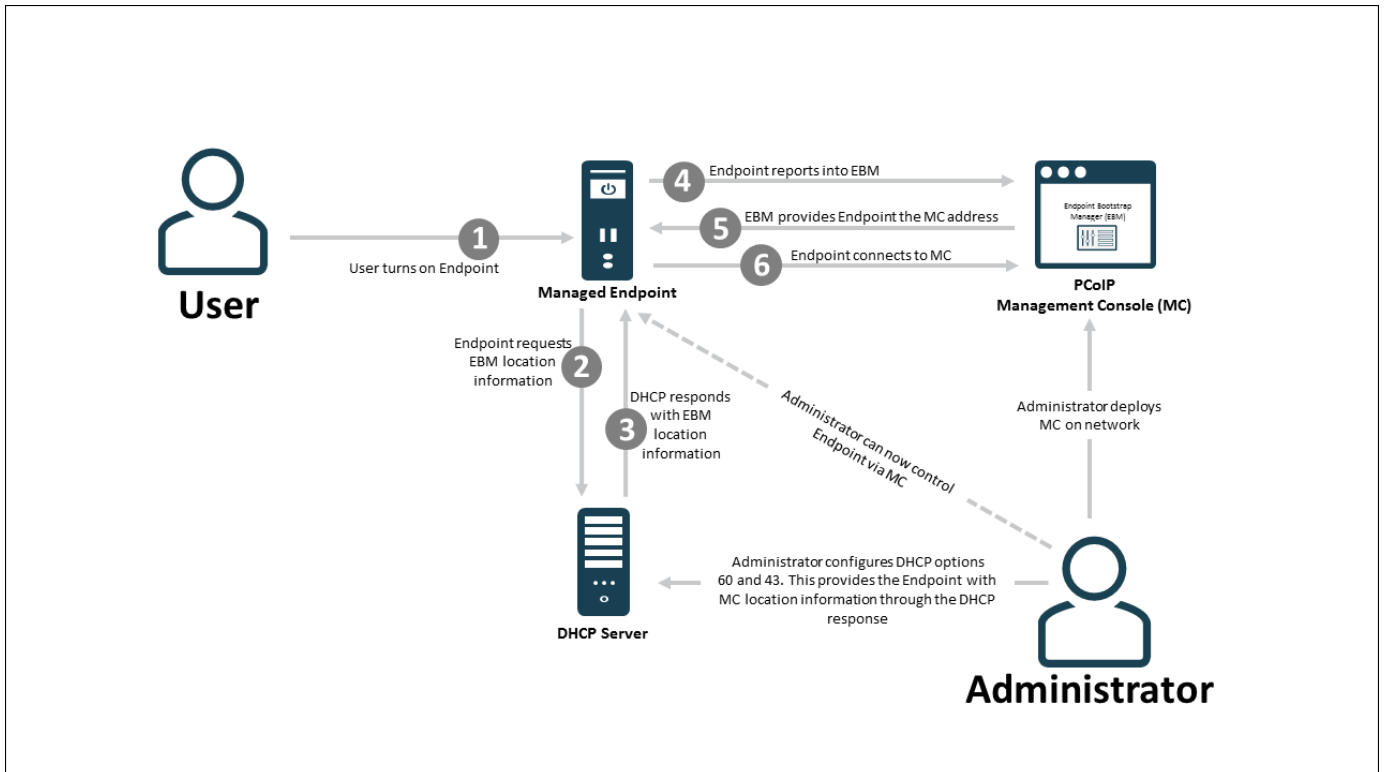 4
Endpoint reports into EBM
5
EBM provides Endpoint the MC address
6
Endpoint connects to MC
1
User turns on Endpoint
User
Managed Endpoint
Endpoint Bootstrap
Manager (EBM)
PCoIP
Management Console (MC)
Endpoint requests
EBM location
information
2
DHCP responds
with EBM
location
information
3
Administrator can now control
Endpoint via MC
Administrator deploys
MC on network
Administrator configures DHCP options
60 and 43. This provides the Endpoint with
MC location information through the DHCP
response
DHCP Server
Administrator